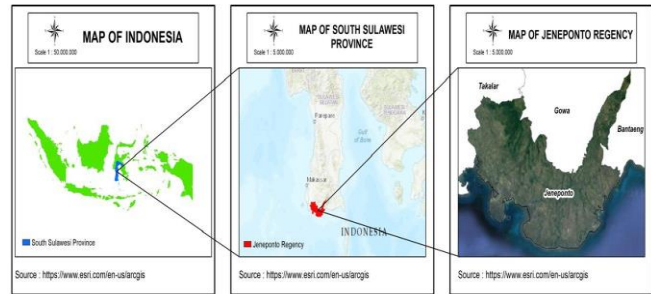 MAP OF INDONESIA
Scale 1 : 50.000.000
South Sulawesi Province
Source : https://www.esri.com/en-us/arcgis
MAP OF SOUTH SULAWESI
PROVINCE
Scale 1 : 5.000.000
Parepare
Gulf
of Bone
Makassar
INDONESIA
Jeneponto Regency
Source : https://www.esri.com/en-us/arcgis
MAP OF JENEPONTO REGENCY
Scale 1 : 5.000.000
Takalar
Gowa
Bantaeng
Jeneponto
Source : https://www.esri.com/en-us/arcgis